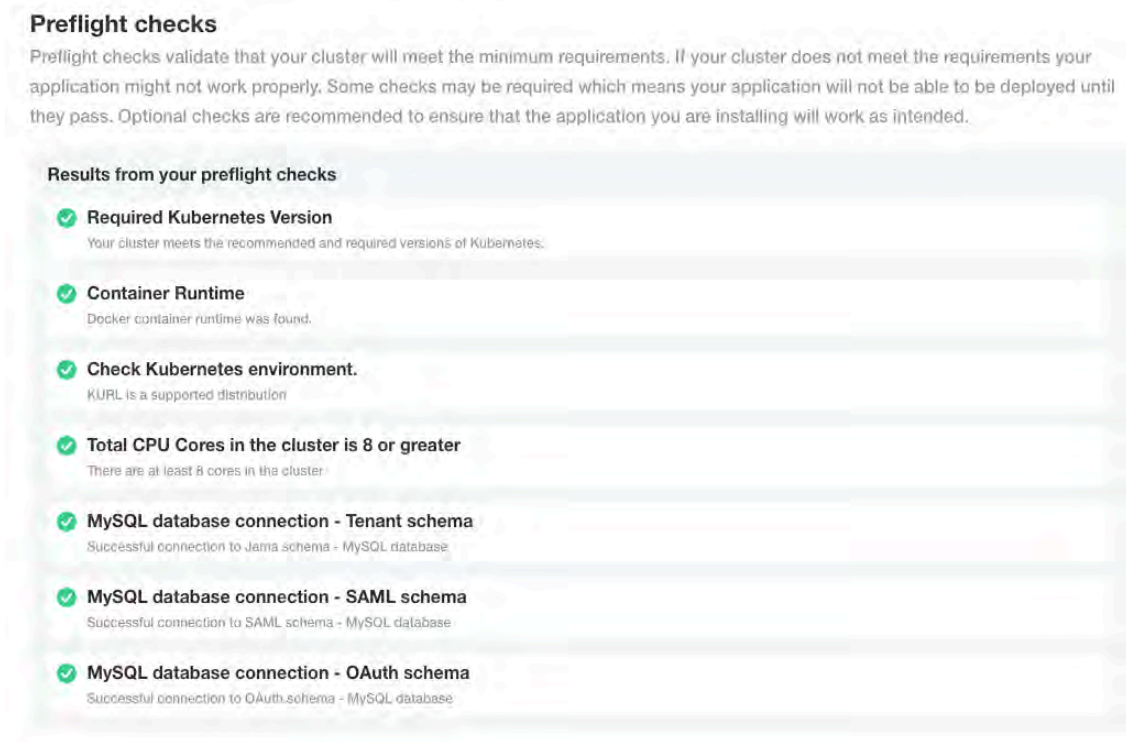 Preflight checks
Preflight checks validate that your cluster will meet the minimum requirements. If your cluster does not meet the requirements your
application might not work properly. Some checks may be required which means your application will not be able to be deployed until
they pass. Optional checks are recommended to ensure that the application you are installing will work as intended.
Results from your preflight checks
Required Kubernetes Version
Your cluster meets the recommended and required versions of Kubernetes.
Container Runtime
Docker container runtime was found.
Check Kubernetes environment.
KURL is a supported distribution
Total CPU Cores in the cluster is 8 or greater
There are at least 8 cores in the cluster
MySQL database connection - Tenant schema
Successful connection to Jama schema - MySQL database
MySQL database connection - SAML schema
Successful connection to SAML schema - MySQL database
MySQL database connection - OAuth schema
Successful connection to OAuth schema - MySQL database